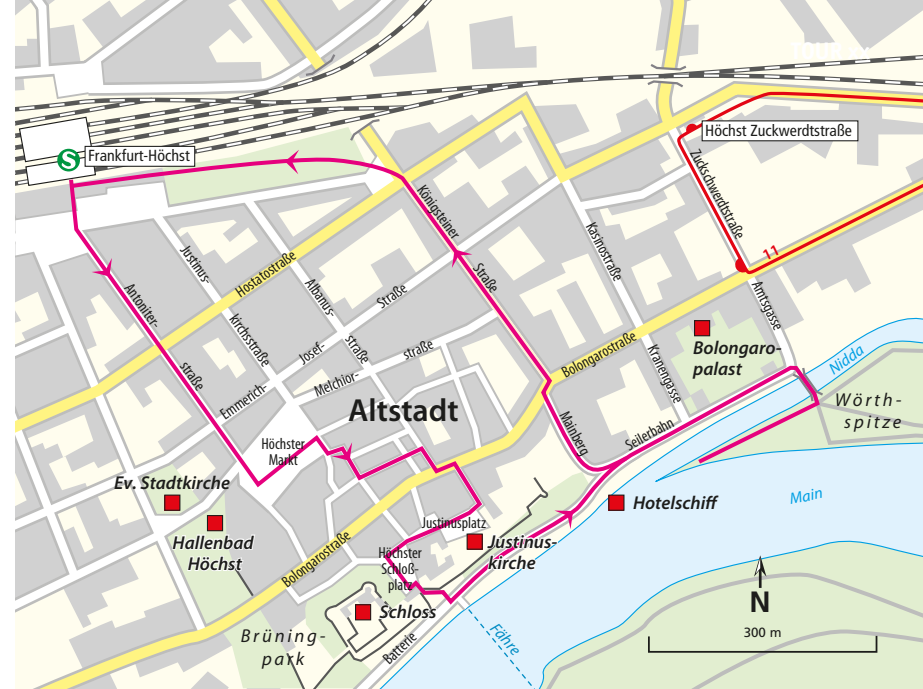 Höchst Zuckwerdtstraße
S
Frankfurt-Höchst
Zuckschwerdtstraße
Königsteiner
Straße
Kasinostraße
Justinus-
kirchstraße
Hostatostraße
Albanus-
straße
11
Antoniter-
straße
Josef-
Straße
Amtsgasse
Emmerich-
Melchior-
straße
Bolongarostraße
Kranengasse
Bolongaro-
palast
Nidda
Wörth-
spitze
Altstadt
Mainberg
Seilerbahn
Höchster
Markt
Ev. Stadtkirche
Hallenbad
Höchst
Bolongarostraße
Justinusplatz
Justinus-
kirche
Hotelschiff
Main
Höchster
Schloß-
platz
Schloss
Brüning-
park
Batterie
Fähre
N
300 m